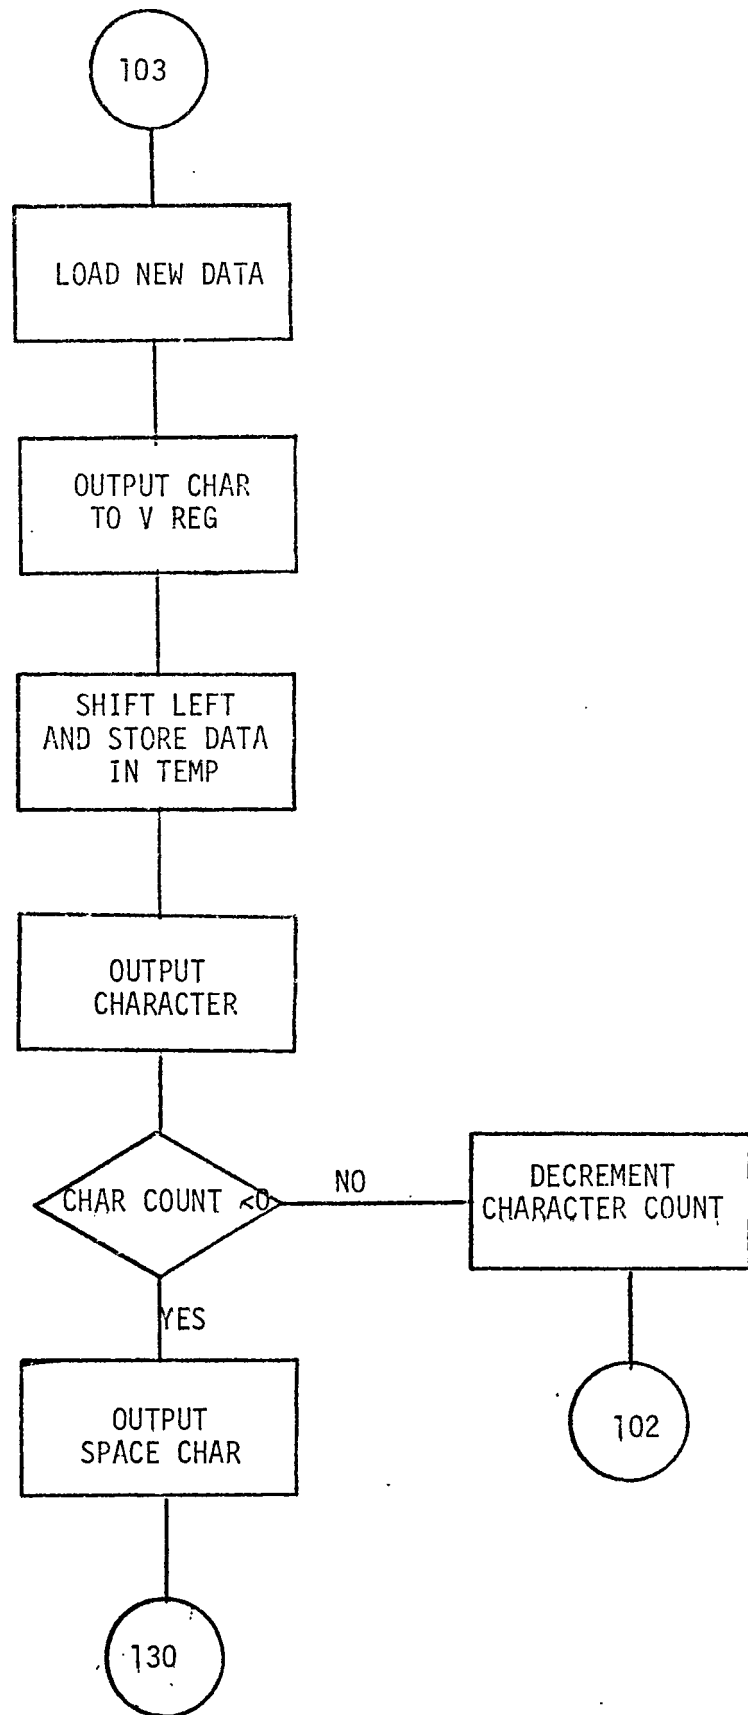 103
LOAD NEW DATA
OUTPUT CHAR
TO V REG
SHIFT LEFT
AND STORE DATA
IN TEMP
OUTPUT
CHARACTER
CHAR COUNT <0
NO
DECREMENT
CHARACTER COUNT
YES
OUTPUT
SPACE CHAR
102
130